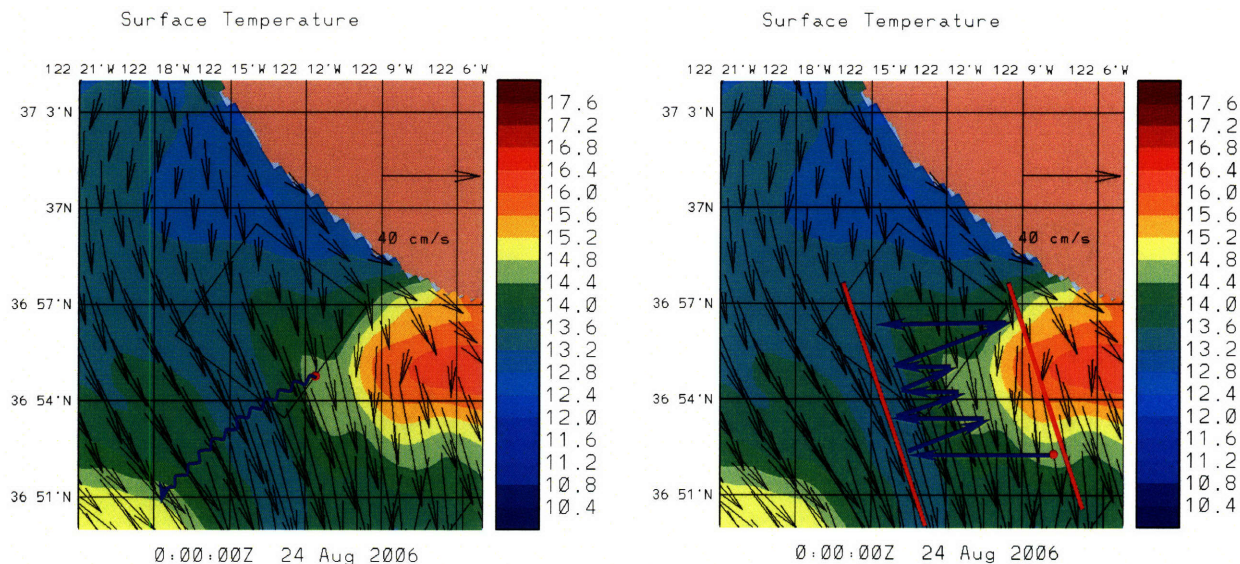 Surface Temperature
122 21'W 122 18'W 122 15'W 122 12'W 122 9'W 122 6'W
37 3'N
37N
36 57'N
36 54'N
36 51'N
40 cm/s
17.6
17.2
16.8
16.4
16.0
15.6
15.2
14.8
14.4
14.0
13.6
13.2
12.8
12.4
12.0
11.6
11.2
10.8
10.4
0:00:00Z 24 Aug 2006
Surface Temperature
122 21'W 122 18'W 122 15'W 122 12'W 122 9'W 122 6'W
37 3'N
37N
36 57'N
36 54'N
36 51'N
40 cm/s
17.6
17.2
16.8
16.4
16.0
15.6
15.2
14.8
14.4
14.0
13.6
13.2
12.8
12.4
12.0
11.6
11.2
10.8
10.4
0:00:00Z 24 Aug 2006